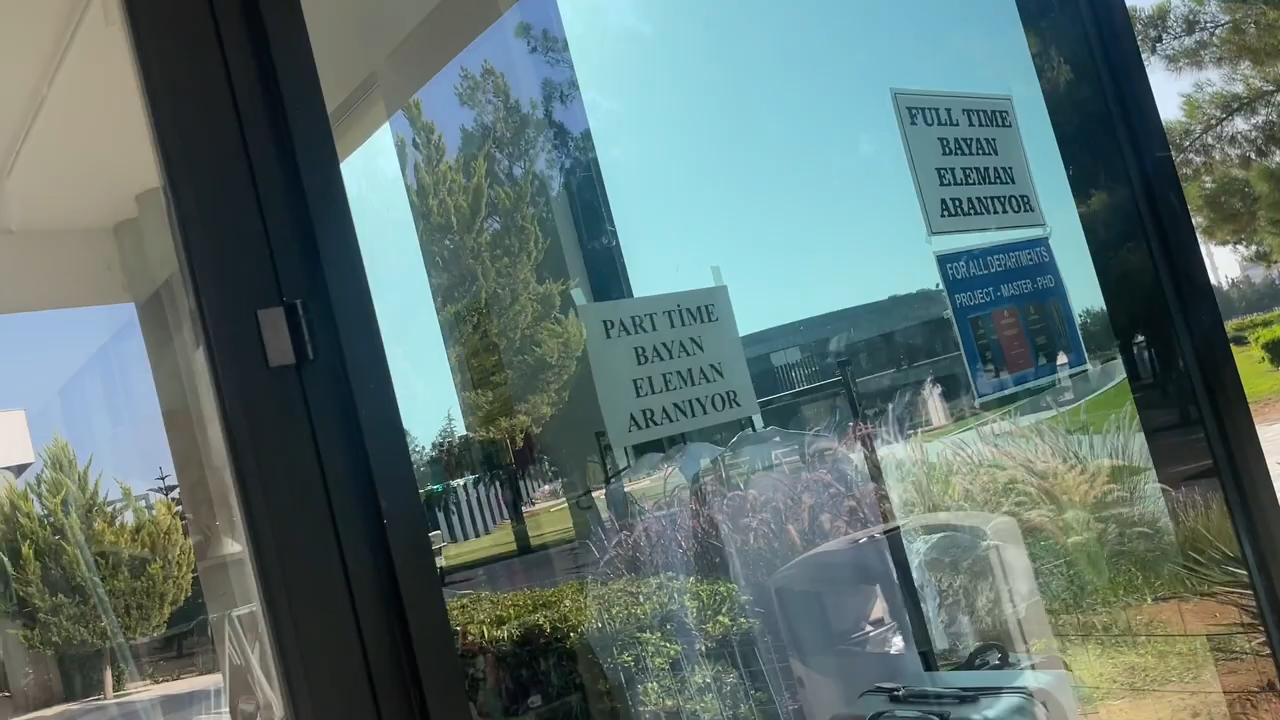 FULL TIME
BAYAN
ELEMAN
ARANIYOR
FOR ALL DEPARTMENTS
PROJECT - MASTER - PHD
PART TİME
BAYAN
ELEMAN
ARANIYOR